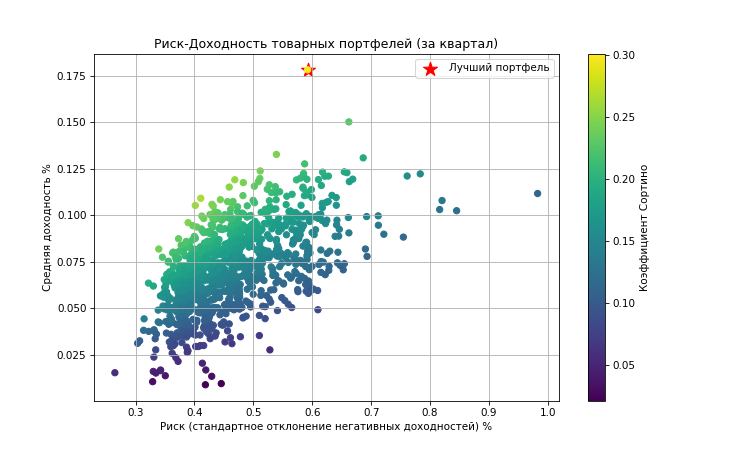 Риск-Доходность товарных портфелей (за квартал)
Лучший портфель
Средняя доходность %
0.175
0.150
0.125
0.100
0.075
0.050
0.025
0.3 0.4 0.5 0.6 0.7 0.8 0.9 1.0
Риск (стандартное отклонение негативных доходностей) %
0.30
0.25
0.20
0.15
0.10
0.05
Коэффициент Сортино